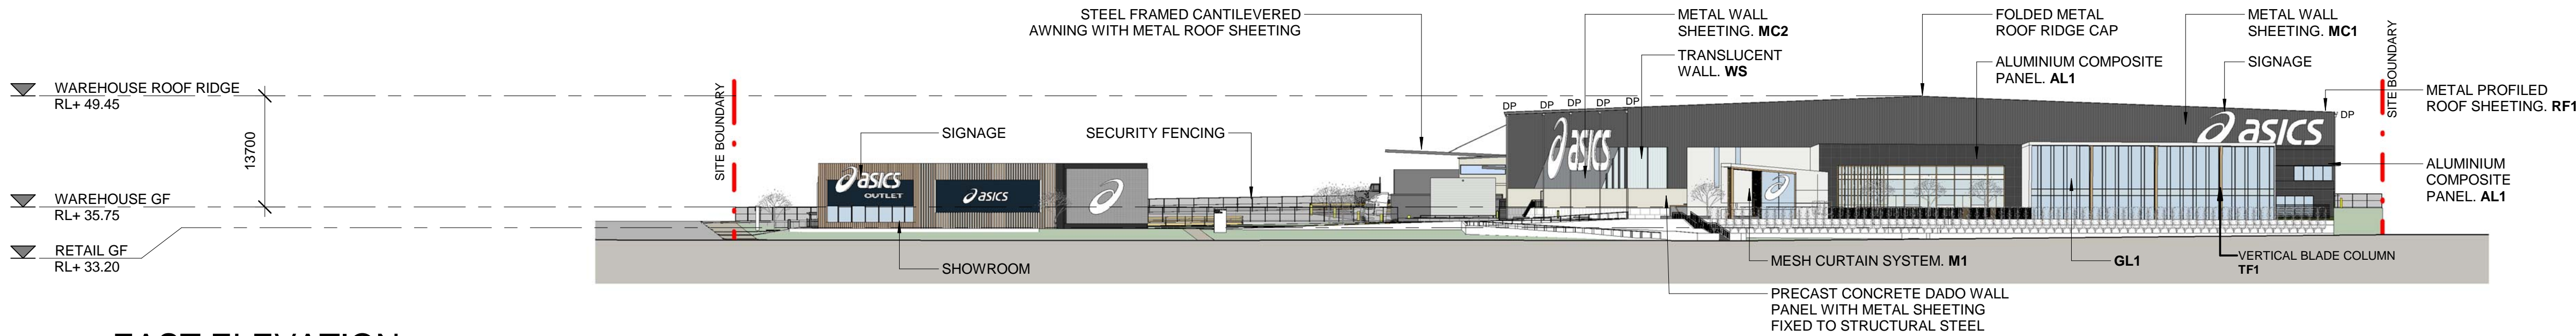 STEEL FRAMED CANTILEVERED
AWNING WITH METAL ROOF SHEETING
METAL WALL
SHEETING. MC2
FOLDED METAL
ROOF RIDGE CAP
METAL WALL
SHEETING. MC1
TRANSLUCENT
WALL. WS
ALUMINIUM COMPOSITE
PANEL. AL1
SIGNAGE
SITE BOUNDARY
SITE BOUNDARY
WAREHOUSE ROOF RIDGE
RL+ 49.45
METAL PROFILED
ROOF SHEETING. RF1
DP
DP
DP
DP
DP
DP
13700
SIGNAGE
SECURITY FENCING
asics
asics
asics
OUTLET
asics
ALUMINIUM
COMPOSITE
PANEL. AL1
WAREHOUSE GF
RL+ 35.75
RETAIL GF
RL+ 33.20
SHOWROOM
MESH CURTAIN SYSTEM. M1
GL1
VERTICAL BLADE COLUMN
TF1
PRECAST CONCRETE DADO WALL
PANEL WITH METAL SHEETING
FIXED TO STRUCTURAL STEEL
EAST ELEVATION